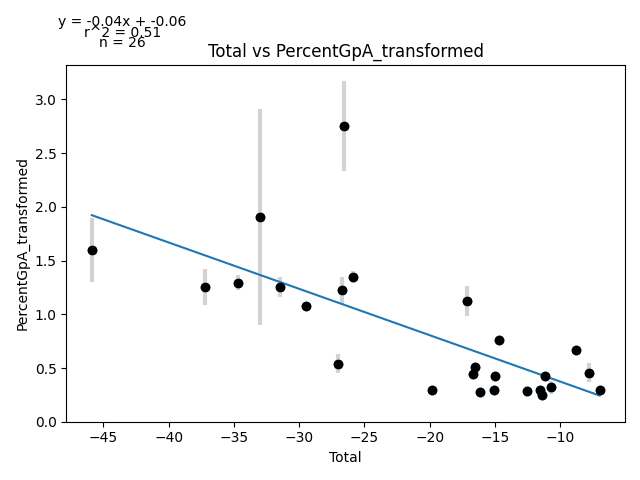 y = -0.04x + -0.06
r^2 = 0.51
n = 26
Total vs PercentGpA_transformed
3.0
2.5
2.0
1.5
1.0
0.5
0.0
PercentGpA_transformed
−45 −40 −35 −30 −25 −20 −15 −10
Total